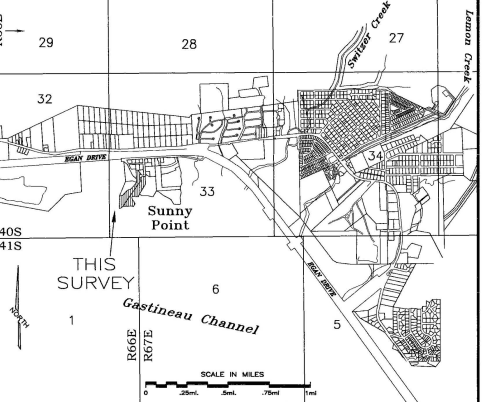 29
28
27
Switzer Creek
Lemon Creek
32
EGAN DRIVE
33
34
Sunny
Point
40S
41S
THIS
SURVEY
6
EGAN DRIVE
Gastineau Channel
5
1
NORTH
R66E
R67E
SCALE IN MILES
0 .25mi. .5mi. .75mi. 1mi